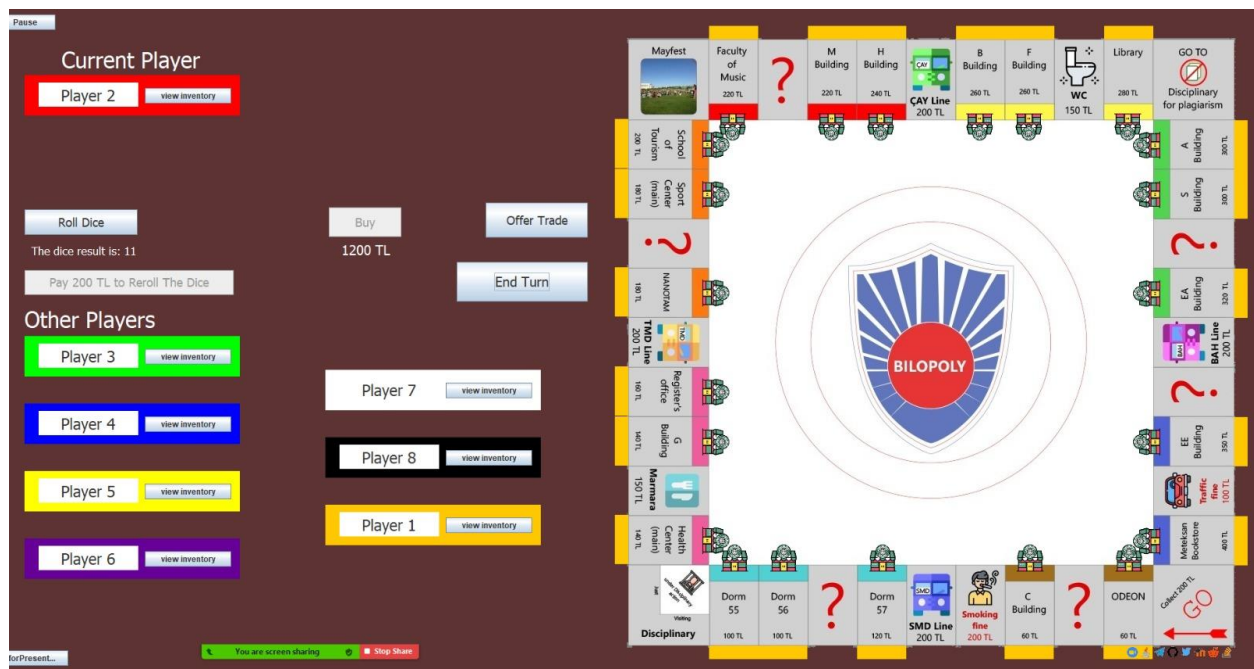 Pause
Current Player
Player 2
view inventory
Roll Dice
The dice result is: 11
Pay 200 TL to Reroll The Dice
Buy
1200 TL
Offer Trade
End Turn
Other Players
Player 3
view inventory
Player 4
view inventory
Player 5
view inventory
Player 6
view inventory
Player 7
view inventory
Player 8
view inventory
Player 1
view inventory
You are screen sharing
Stop Share
forPresent...
Mayfest
Faculty
of
Music
220 TL
?
M
Building
220 TL
H
Building
240 TL
ÇAY
ÇAY Line
200 TL
B
Building
260 TL
F
Building
260 TL
WC
150 TL
Library
280 TL
GO TO
Disciplinary
for plagiarism
A
Building
300 TL
S
Building
300 TL
?
EA
Building
320 TL
BAH
BAH Line
200 TL
?
EE
Building
350 TL
Traffic
fine
100 TL
Meteksan
Bookstore
400 TL
Collect 200 TL
GO
ODEON
60 TL
?
C
Building
60 TL
Smoking
fine
200 TL
SMD
SMD Line
200 TL
Dorm
57
120 TL
?
Dorm
56
100 TL
Dorm
55
100 TL
Just
under disciplinary
action
Visiting
Disciplinary
Health
Center
(main)
140 TL
Marmara
150 TL
G
Building
140 TL
Register's
office
160 TL
TMD
TMD Line
200 TL
NANOTAM
180 TL
?
Sport
Center
(main)
180 TL
School
of
Tourism
200 TL
BILOPOLY